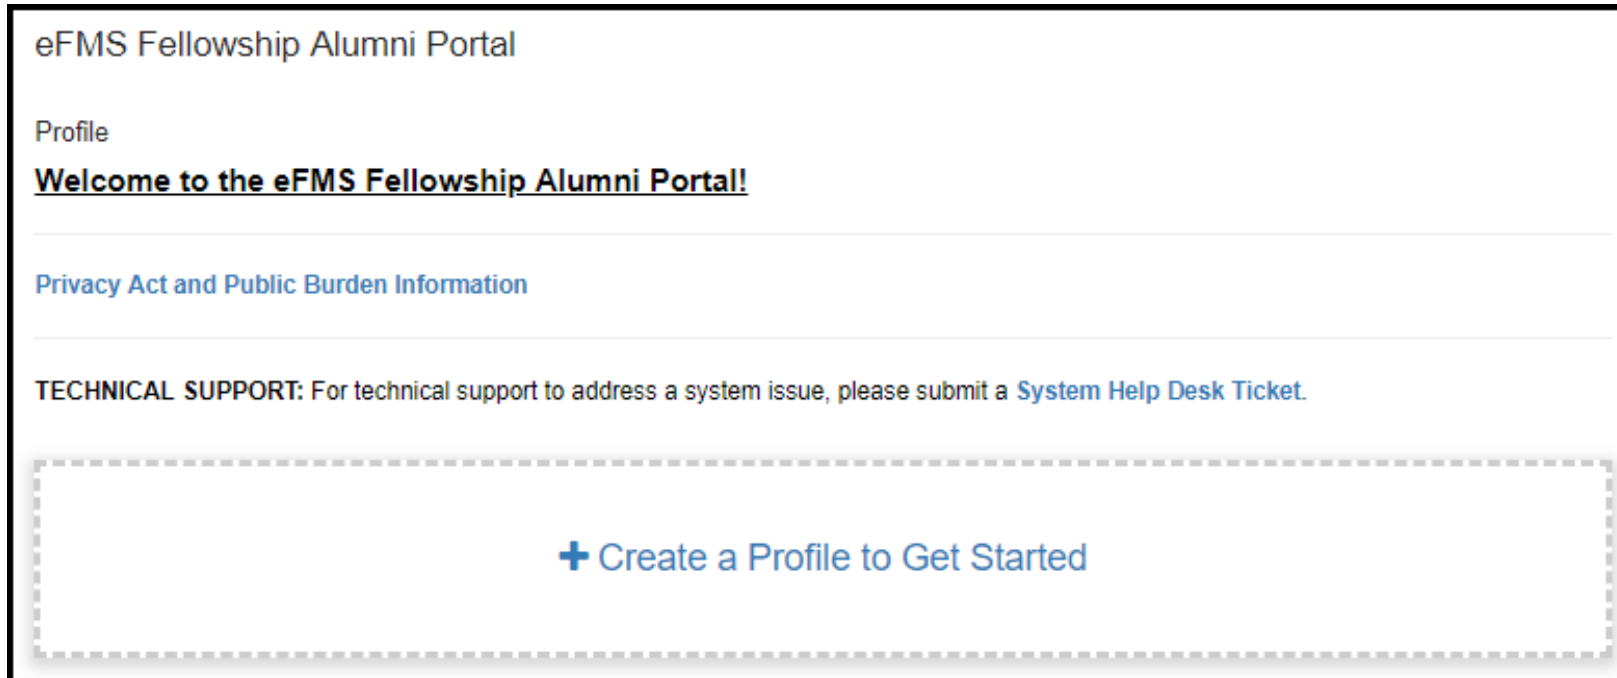 eFMS Fellowship Alumni Portal
Profile
Welcome to the eFMS Fellowship Alumni Portal!
Privacy Act and Public Burden Information
TECHNICAL SUPPORT: For technical support to address a system issue, please submit a System Help Desk Ticket.
+ Create a Profile to Get Started